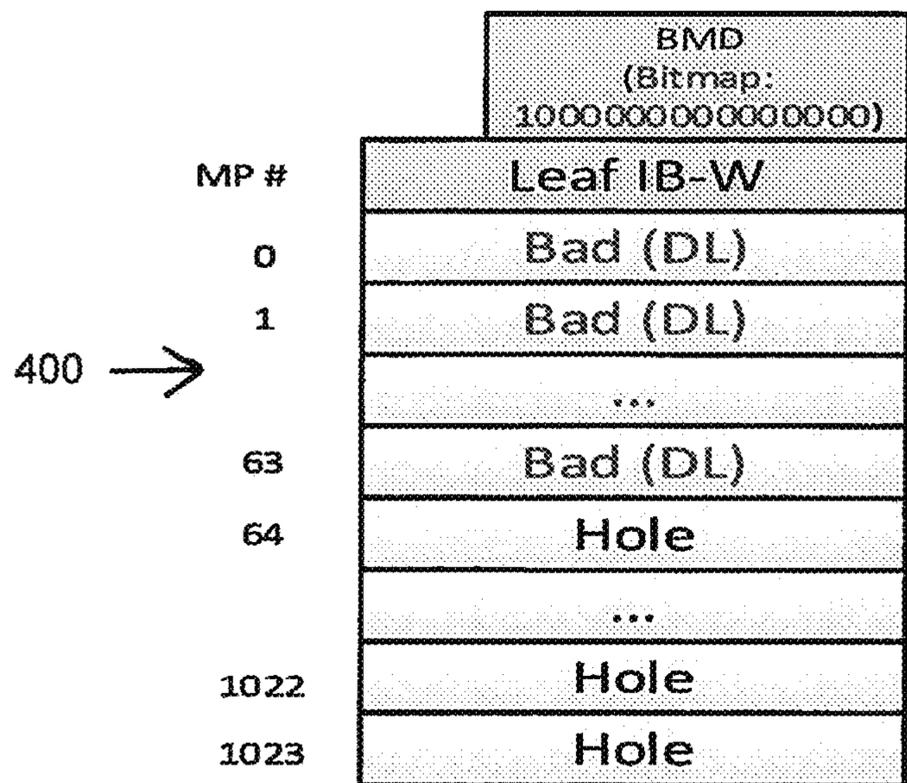 BMD
(Bitmap:
1000000000000000)
MP # Leaf IB-W
0 Bad (DL)
1 Bad (DL)
400 ...
63 Bad (DL)
64 Hole
...
1022 Hole
1023 Hole